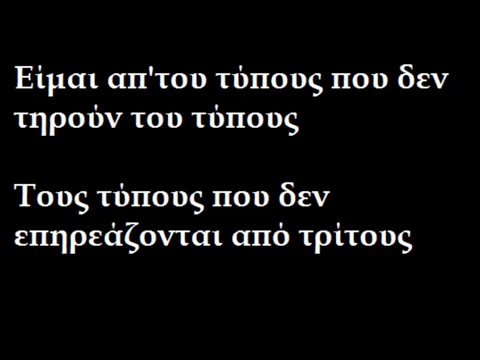 Είμαι απ'του τύπους που δεν
τηρούν του τύπους
Τους τύπους που δεν
επηρεάζονται από τρίτους